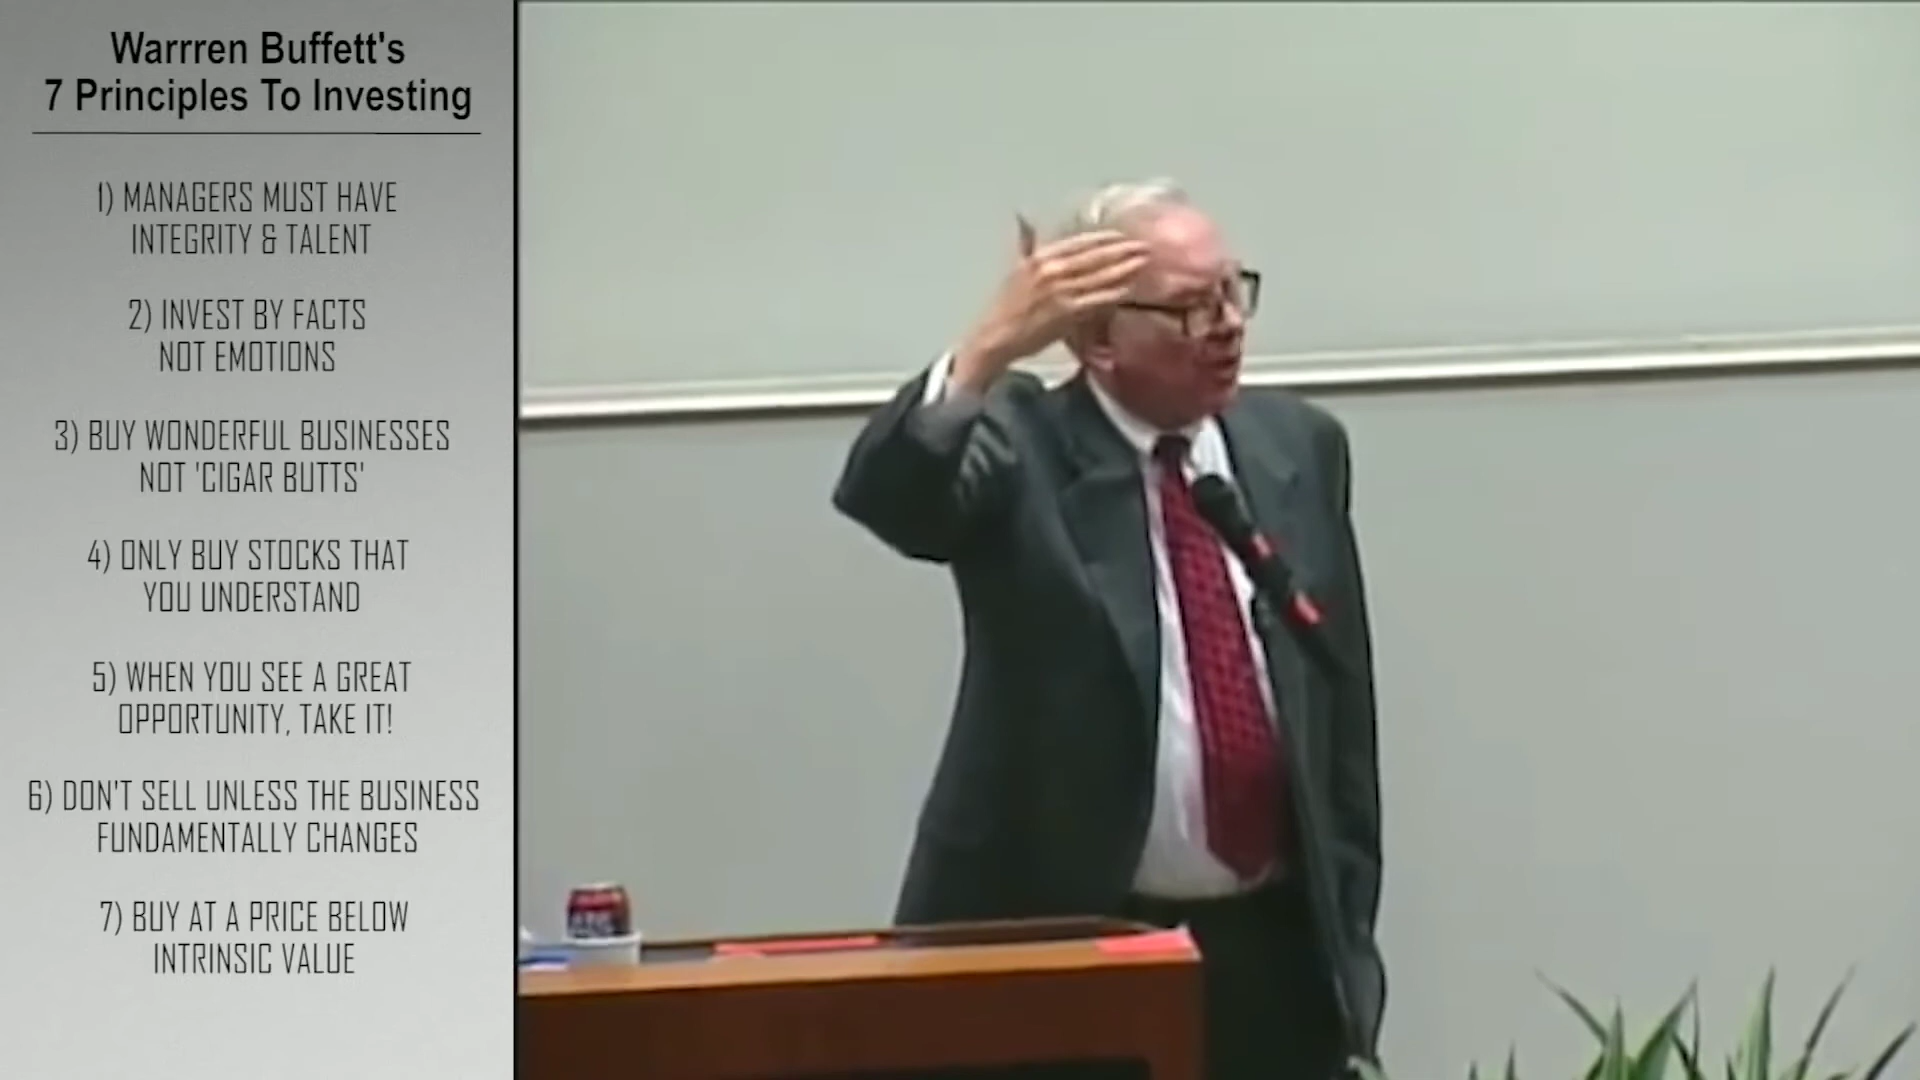 Warrren Buffett's
7 Principles To Investing
1) MANAGERS MUST HAVE
INTEGRITY & TALENT
2) INVEST BY FACTS
NOT EMOTIONS
3) BUY WONDERFUL BUSINESSES
NOT 'CIGAR BUTTS'
4) ONLY BUY STOCKS THAT
YOU UNDERSTAND
5) WHEN YOU SEE A GREAT
OPPORTUNITY, TAKE IT!
6) DON'T SELL UNLESS THE BUSINESS
FUNDAMENTALLY CHANGES
7) BUY AT A PRICE BELOW
INTRINSIC VALUE